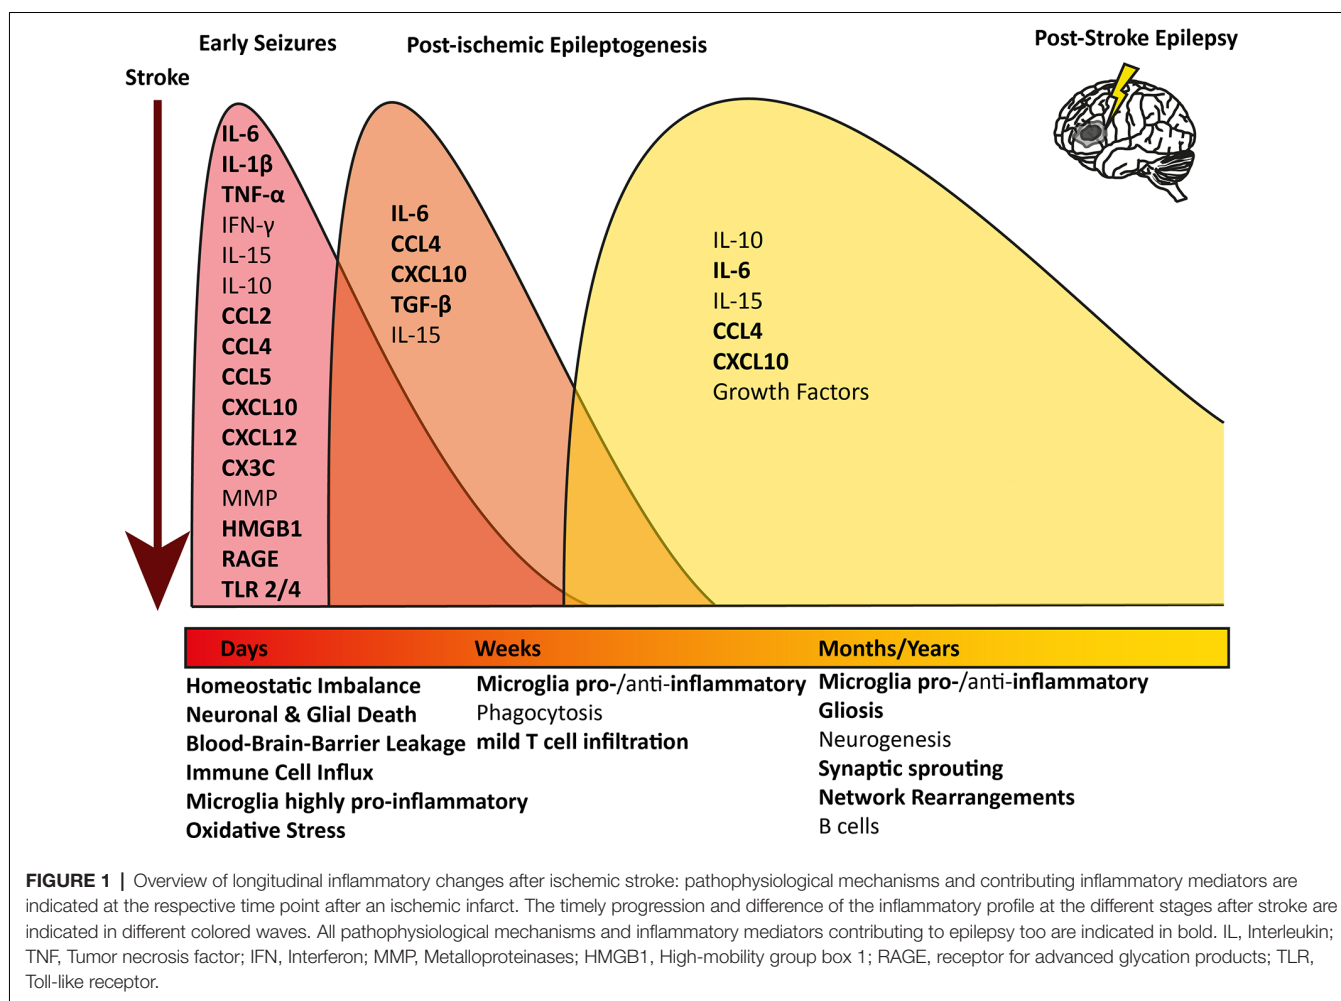 Early Seizures
Post-ischemic Epileptogenesis
Post-Stroke Epilepsy
Stroke
IL-6
IL-1β
TNF-α
IFN-γ
IL-15
IL-10
CCL2
CCL4
CCL5
CXCL10
CXCL12
CX3C
MMP
HMGB1
RAGE
TLR 2/4
IL-6
CCL4
CXCL10
TGF-β
IL-15
IL-10
IL-6
IL-15
CCL4
CXCL10
Growth Factors
Days
Weeks
Months/Years
Homeostatic Imbalance
Neuronal & Glial Death
Blood-Brain-Barrier Leakage
Immune Cell Influx
Microglia highly pro-inflammatory
Oxidative Stress
Microglia pro-/anti-inflammatory
Phagocytosis
mild T cell infiltration
Microglia pro-/anti-inflammatory
Gliosis
Neurogenesis
Synaptic sprouting
Network Rearrangements
B cells
FIGURE 1 | Overview of longitudinal inflammatory changes after ischemic stroke: pathophysiological mechanisms and contributing inflammatory mediators are
indicated at the respective time point after an ischemic infarct. The timely progression and difference of the inflammatory profile at the different stages after stroke are
indicated in different colored waves. All pathophysiological mechanisms and inflammatory mediators contributing to epilepsy too are indicated in bold. IL, Interleukin;
TNF, Tumor necrosis factor; IFN, Interferon; MMP, Metalloproteinases; HMGB1, High-mobility group box 1; RAGE, receptor for advanced glycation products; TLR,
Toll-like receptor.